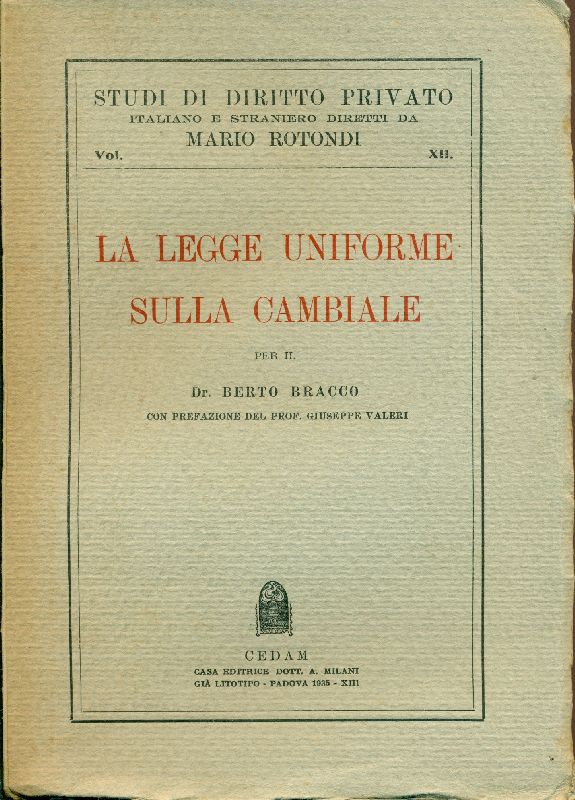 STUDI DI DIRITTO PRIVATO
ITALIANO E STRANIERO DIRETTI DA
MARIO ROTONDI
Vol. XII.
LA LEGGE UNIFORME
SULLA CAMBIALE
PER IL
Dr. BERTO BRACCO
CON PREFAZIONE DEL PROF. GIUSEPPE VALERI
CEDAM
CASA EDITRICE DOTT. A. MILANI
GIÀ LITOTIPO - PADOVA 1935 - XIII